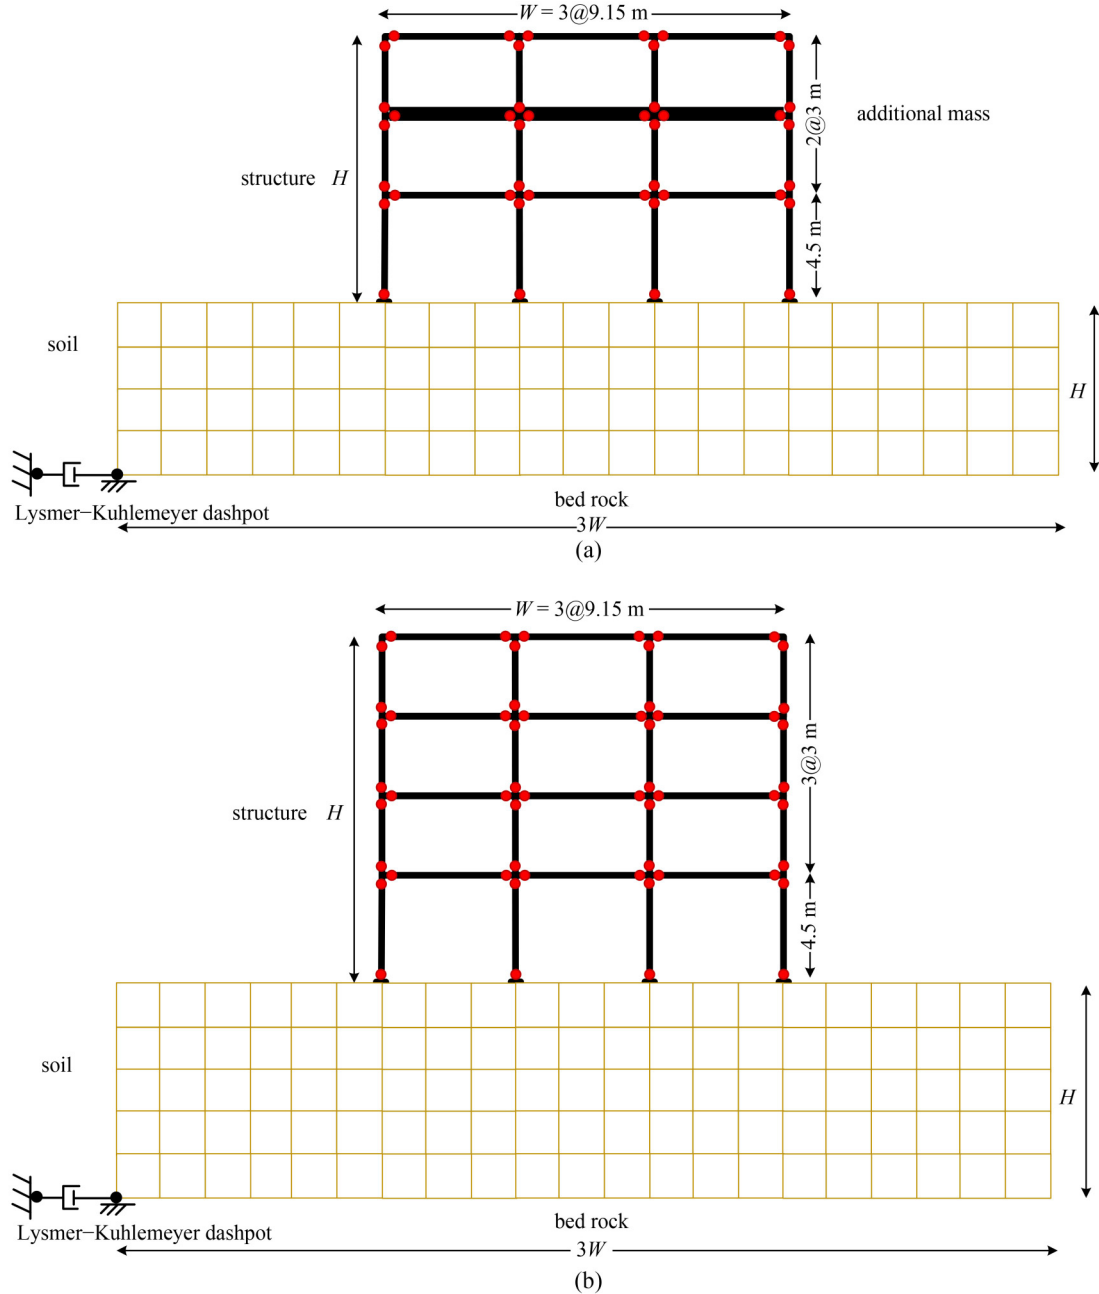 W = 3@9.15 m
2@3 m
additional mass
structure H
4.5 m
soil
H
Lysmer−Kuhlemeyer dashpot
bed rock
3W
(a)
W = 3@9.15 m
3@3 m
structure H
4.5 m
soil
H
Lysmer−Kuhlemeyer dashpot
bed rock
3W
(b)